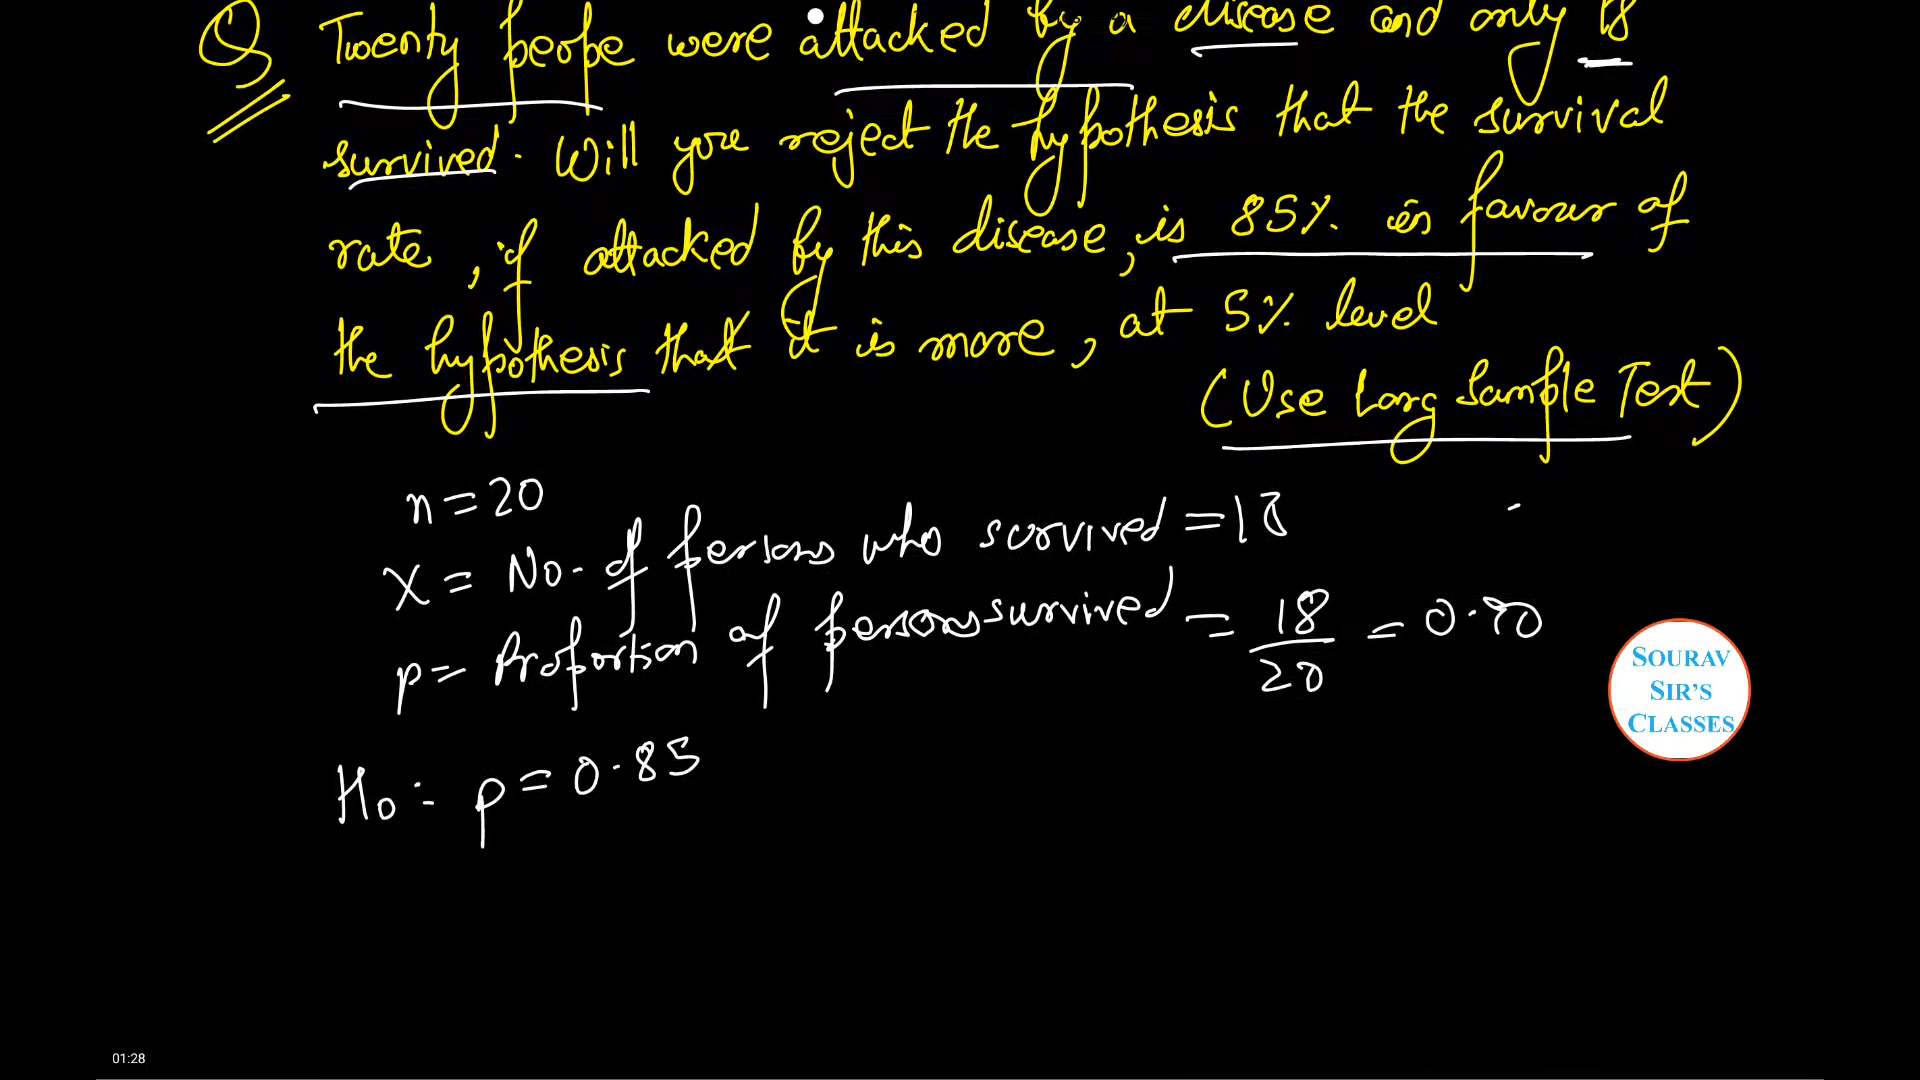 Q Twenty peope were attacked by a disease and only 18
survived. Will you reject the hypothesis that the survival
rate, if attacked by this disease, is 85% in favour of
the hypothesis that it is more, at 5% level
(Use Larg Sample Test)
n=20
X = No. of persons who survived = 18
p = Proportion of persons survived = 18/20 = 0.90
H0: p = 0.85
SOURAV
SIR'S
CLASSES
01:28